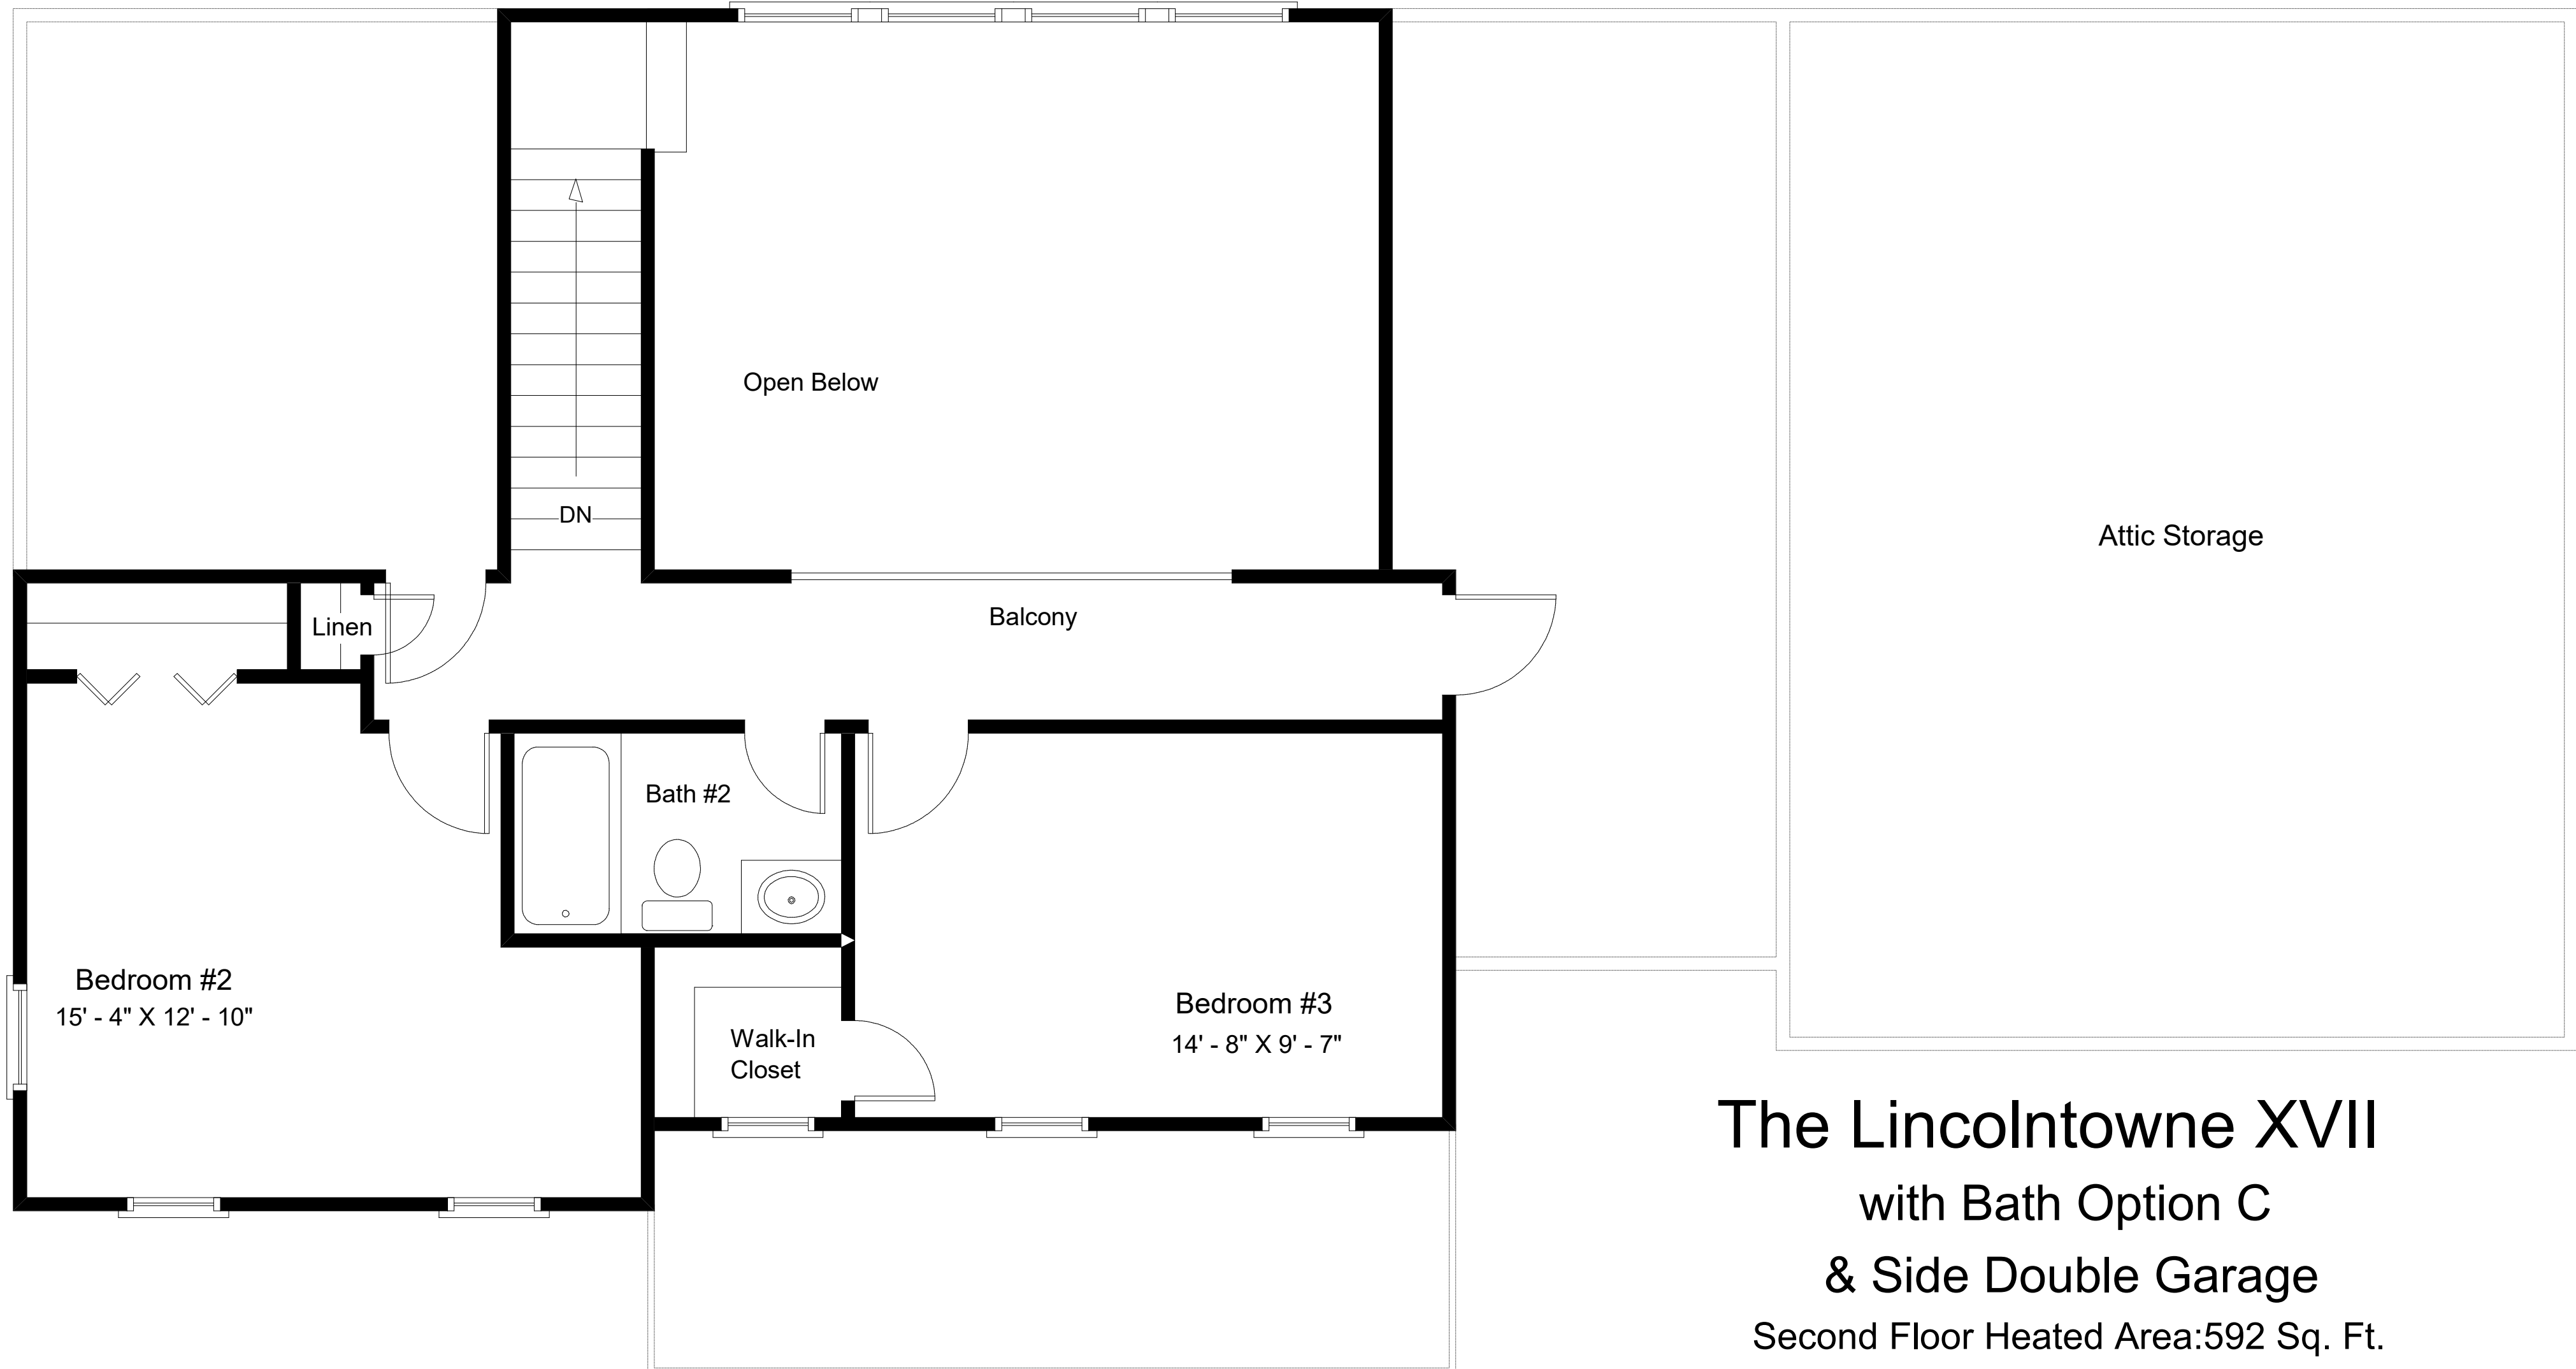 Open Below
DN
Attic Storage
Linen
Balcony
Bath #2
Bedroom #2
15' - 4" X 12' - 10"
Walk-In
Closet
Bedroom #3
14' - 8" X 9' - 7"
The Lincolntowne XVII
with Bath Option C
& Side Double Garage
Second Floor Heated Area:592 Sq. Ft.